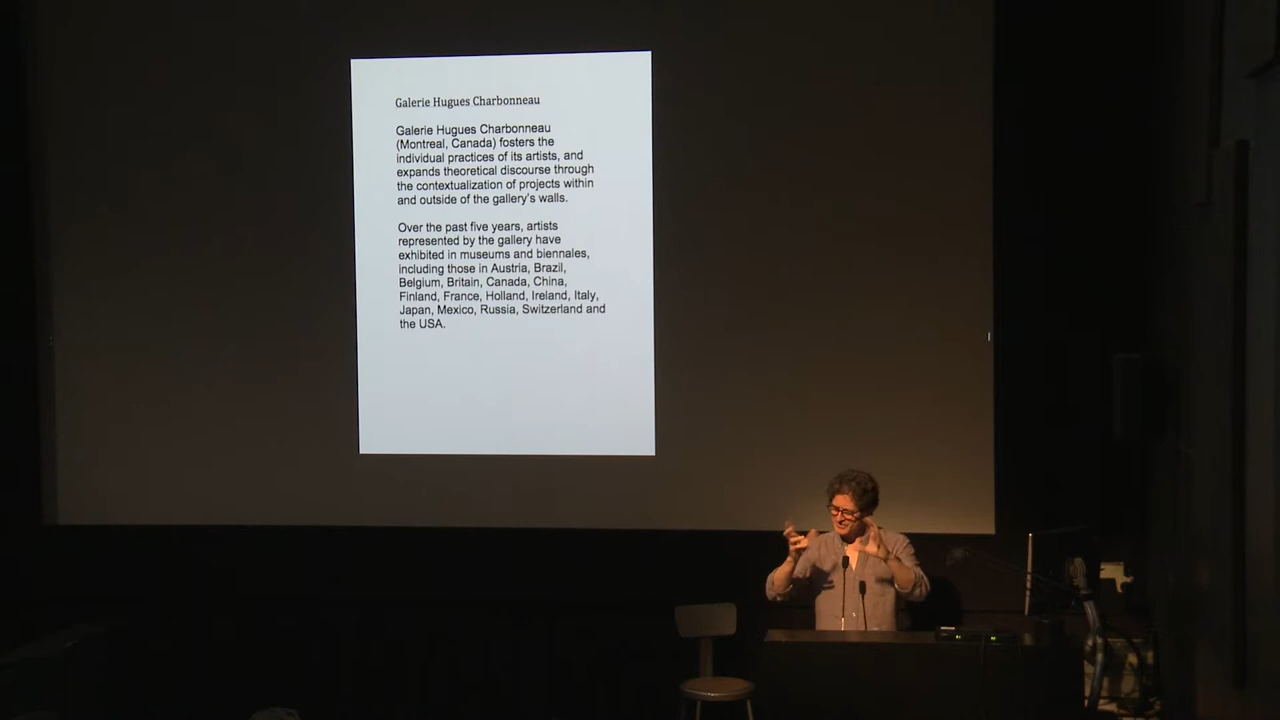 Galerie Hugues Charbonneau
Galerie Hugues Charbonneau
(Montreal, Canada) fosters the
individual practices of its artists, and
expands theoretical discourse through
the contextualization of projects within
and outside of the gallery's walls.
Over the past five years, artists
represented by the gallery have
exhibited in museums and biennales,
including those in Austria, Brazil,
Belgium, Britain, Canada, China,
Finland, France, Holland, Ireland, Italy,
Japan, Mexico, Russia, Switzerland and
the USA.